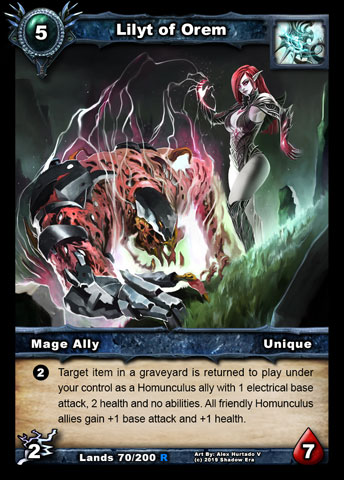 5
Lilyt of Orem
Mage Ally
Unique
2
Target item in a graveyard is returned to play under
your control as a Homunculus ally with 1 electrical base
attack, 2 health and no abilities. All friendly Homunculus
allies gain +1 base attack and +1 health.
2
Lands 70/200 R
Art By: Alex Hurtado V
(c) 2019 Shadow Era
7